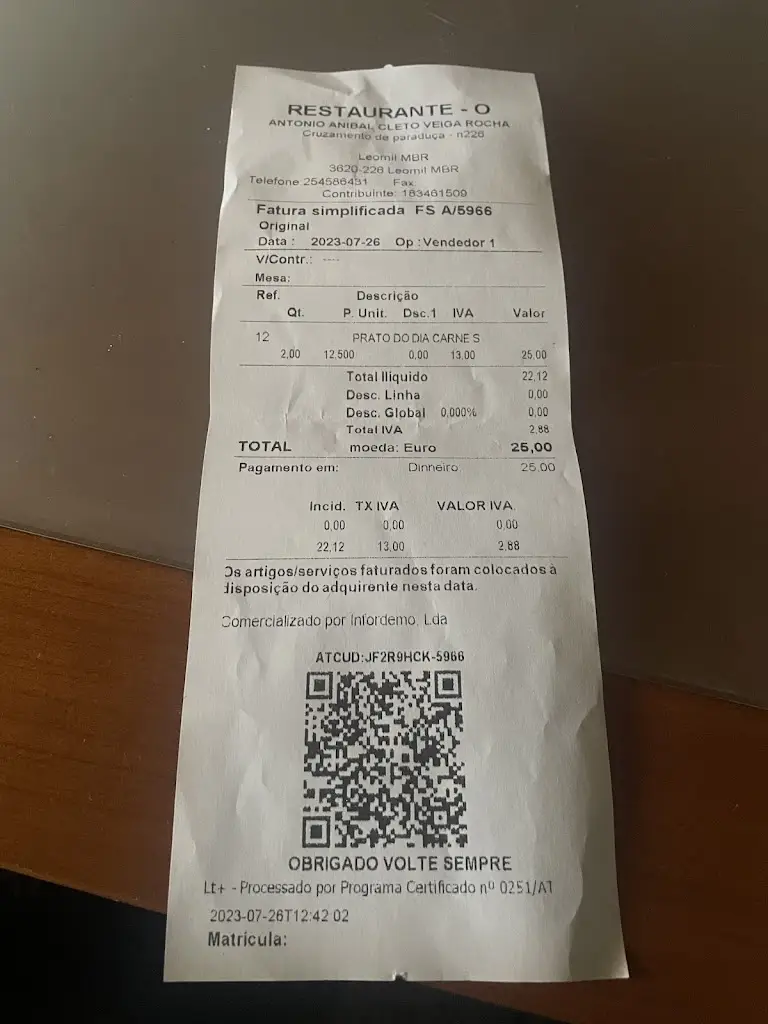 RESTAURANTE - O
ANTONIO ANIBAL CLETO VEIGA ROCHA
Cruzamento de paraduça - n226
Leomil MBR
3620-226 Leomil MBR
Telefone 254586431 Fax
Contribuinte: 163461509
Fatura simplificada FS A/5966
Original
Data : 2023-07-26 Op :Vendedor 1
V/Contr.: ----
Mesa:
Ref. Descrição
Qt. P. Unit. Dsc.1 IVA Valor
12 PRATO DO DIA CARNE S
2,00 12,500 0,00 13,00 25,00
Total Iliquido 22,12
Desc. Linha 0,00
Desc. Global 0,000% 0,00
Total IVA 2,88
TOTAL moeda: Euro 25,00
Pagamento em: Dinheiro 25,00
Incid. TX IVA VALOR IVA
0,00 0,00 0,00
22,12 13,00 2,88
Os artigos/serviços faturados foram colocados à
disposição do adquirente nesta data.
Comercializado por Infordemo, Lda
ATCUD:JF2R9HCK-5966
OBRIGADO VOLTE SEMPRE
Lt+ - Processado por Programa Certificado nº 0251/AT
2023-07-26T12:42 02
Matrícula: